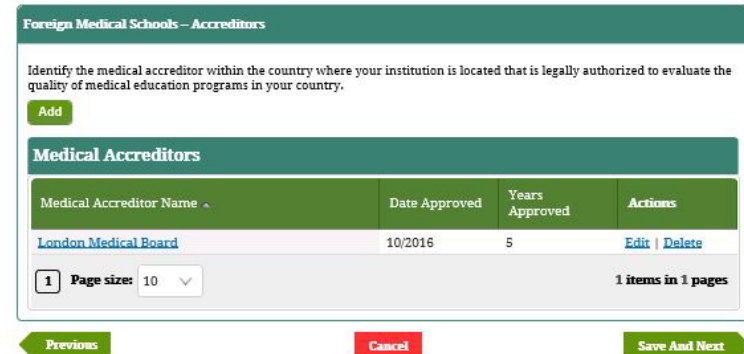 Foreign Medical Schools – Accreditors
Identify the medical accreditor within the country where your institution is located that is legally authorized to evaluate the
quality of medical education programs in your country.
Add
Medical Accreditors
Medical Accreditor Name Date Approved Years Approved Actions
London Medical Board 10/2016 5 Edit | Delete
1 Page size: 10 1 items in 1 pages
Previous Cancel Save And Next